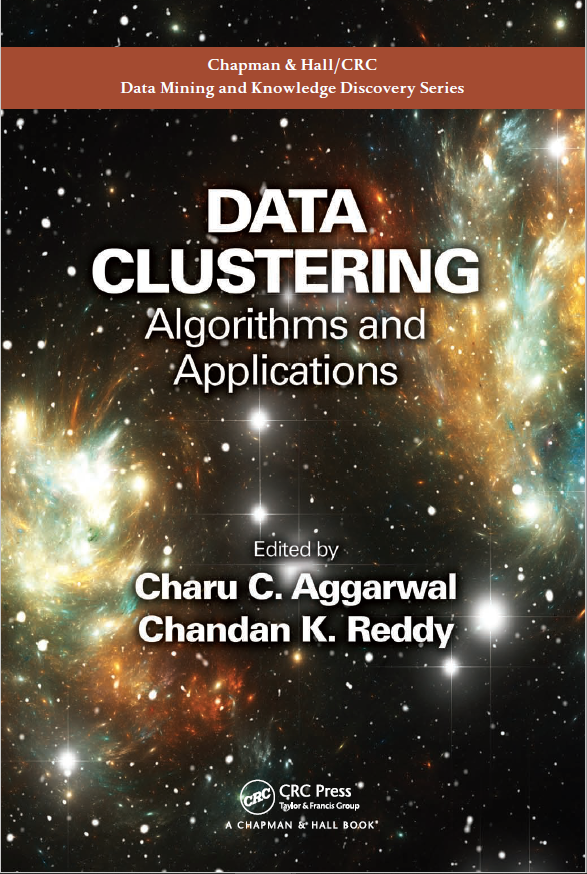 Chapman & Hall/CRC
Data Mining and Knowledge Discovery Series
DATA
CLUSTERING
Algorithms and
Applications
Edited by
Charu C. Aggarwal
Chandan K. Reddy
CRC
CRC Press
Taylor & Francis Group
A CHAPMAN & HALL BOOK